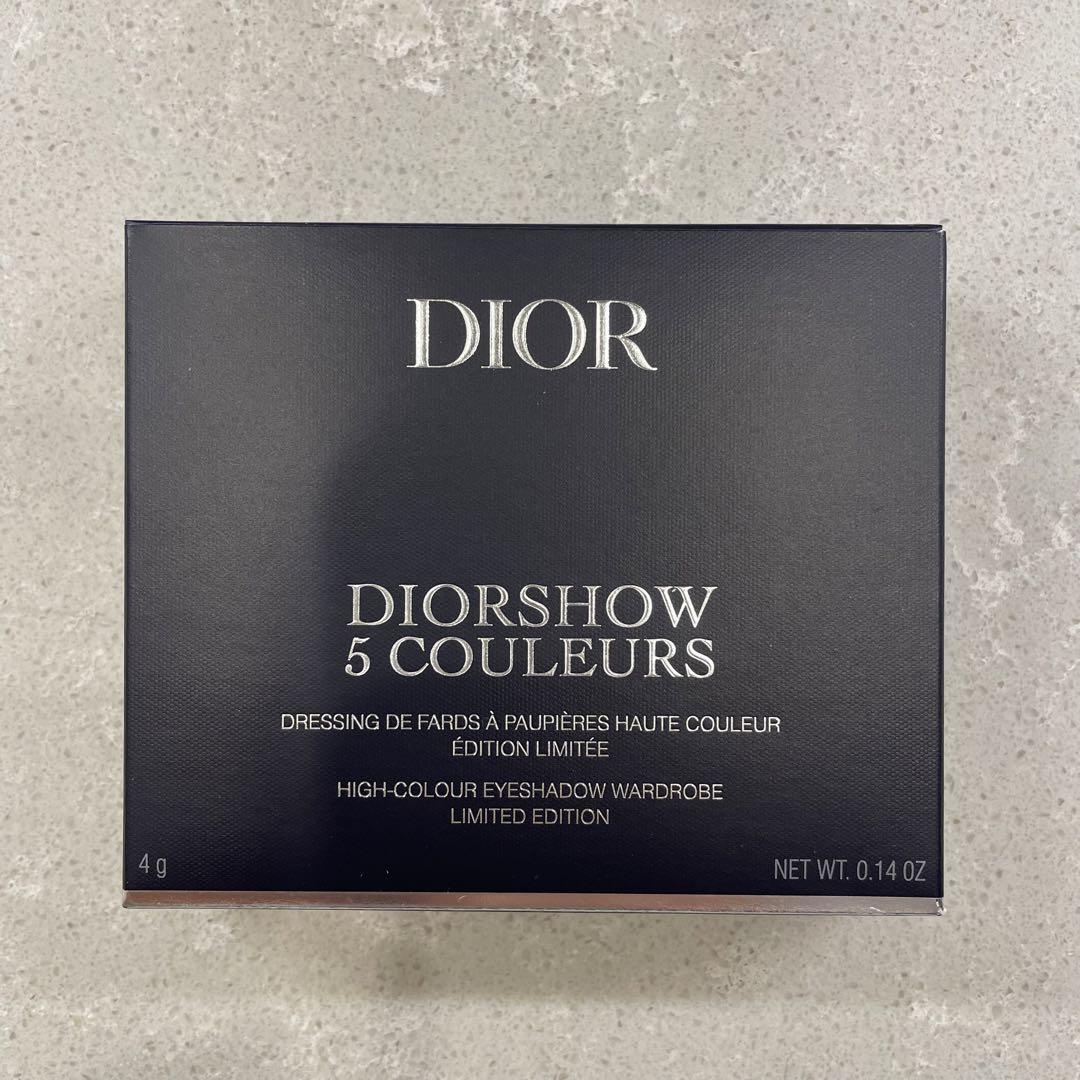 DIOR
DIORSHOW
5 COULEURS
DRESSING DE FARDS À PAUPIÈRES HAUTE COULEUR
ÉDITION LIMITÉE
HIGH-COLOUR EYESHADOW WARDROBE
LIMITED EDITION
4 g
NET WT. 0.14 OZ